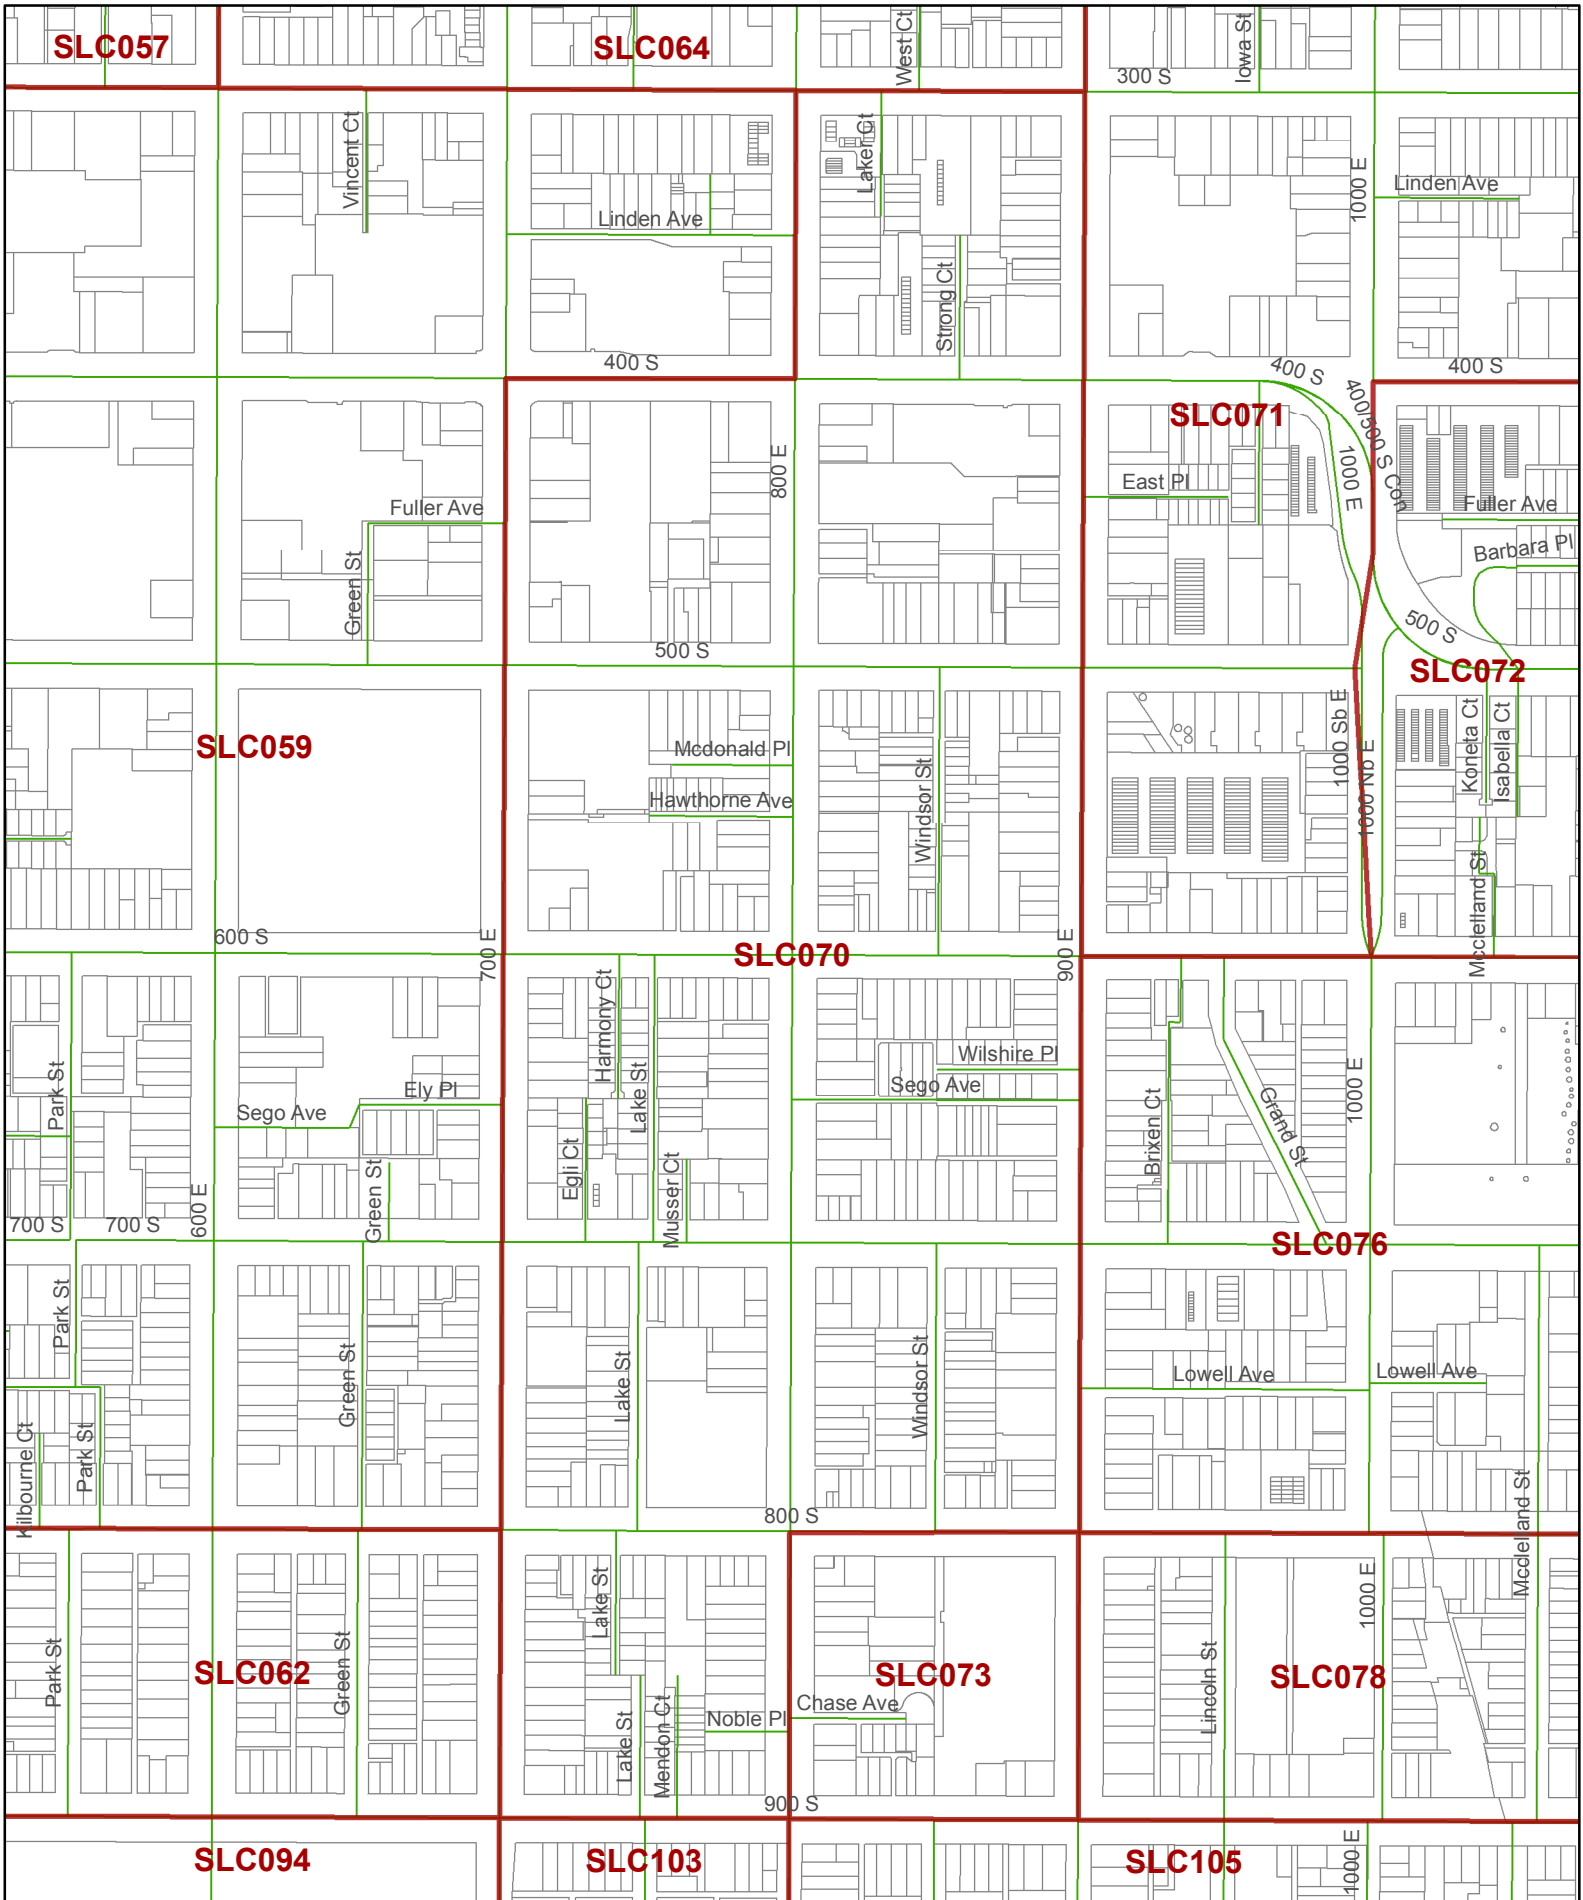 SLC057
SLC064
West Ct
Iowa St
300 S
Vincent Ct
Laker Ct
1000 E
Linden Ave
Linden Ave
Strong Ct
400 S
400 S
400 S
400/500 S Con
SLC071
800 E
1000 E
East Pl
Fuller Ave
Fuller Ave
Barbara Pl
Green St
500 S
500 S
SLC072
SLC059
1000 Sb E
1000 Nb E
Koneta Ct
Isabella Ct
Mcdonald Pl
Hawthorne Ave
Windsor St
Mcclelland St
600 S
700 E
SLC070
900 E
Harmony Ct
Wilshire Pl
Sego Ave
Park St
Ely Pl
Sego Ave
Lake St
Grand St
1000 E
Brixen Ct
Egli Ct
Musser Ct
Green St
600 E
700 S
700 S
SLC076
Park St
Green St
Lake St
Windsor St
Lowell Ave
Lowell Ave
Kilbourne Ct
Park St
800 S
Mcclelland St
Lake St
1000 E
Park St
SLC062
Green St
SLC073
Lincoln St
SLC078
Lake St
Mendon Ct
Noble Pl
Chase Ave
900 S
SLC094
SLC103
SLC105
1000 E